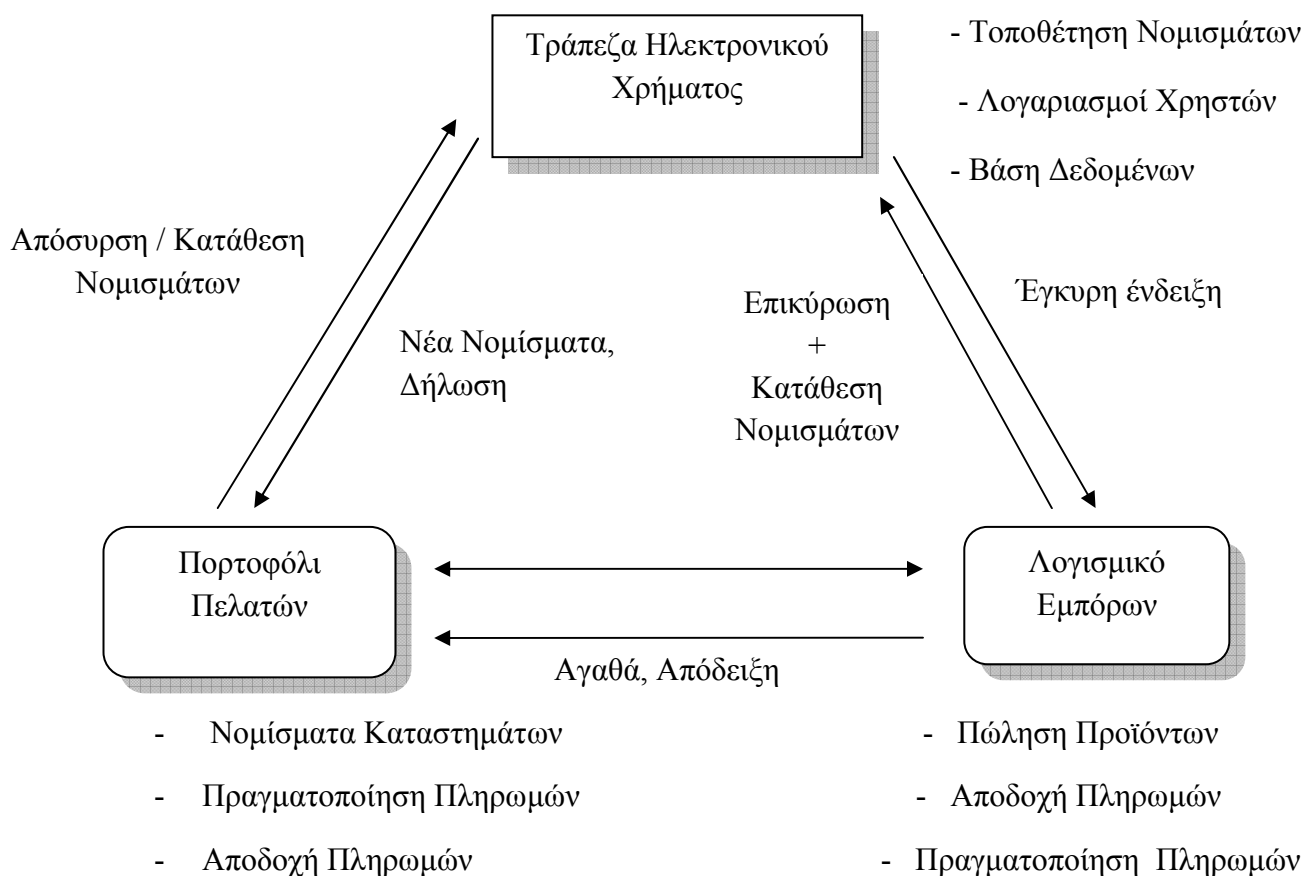 Τράπεζα Ηλεκτρονικού
Χρήματος
- Τοποθέτηση Νομισμάτων
- Λογαριασμοί Χρηστών
- Βάση Δεδομένων
Απόσυρση / Κατάθεση
Νομισμάτων
Νέα Νομίσματα,
Δήλωση
Επικύρωση
+
Κατάθεση
Νομισμάτων
Έγκυρη ένδειξη
Πορτοφόλι
Πελατών
Λογισμικό
Εμπόρων
Αγαθά, Απόδειξη
- Νομίσματα Καταστημάτων
- Πραγματοποίηση Πληρωμών
- Αποδοχή Πληρωμών
- Πώληση Προϊόντων
- Αποδοχή Πληρωμών
- Πραγματοποίηση Πληρωμών